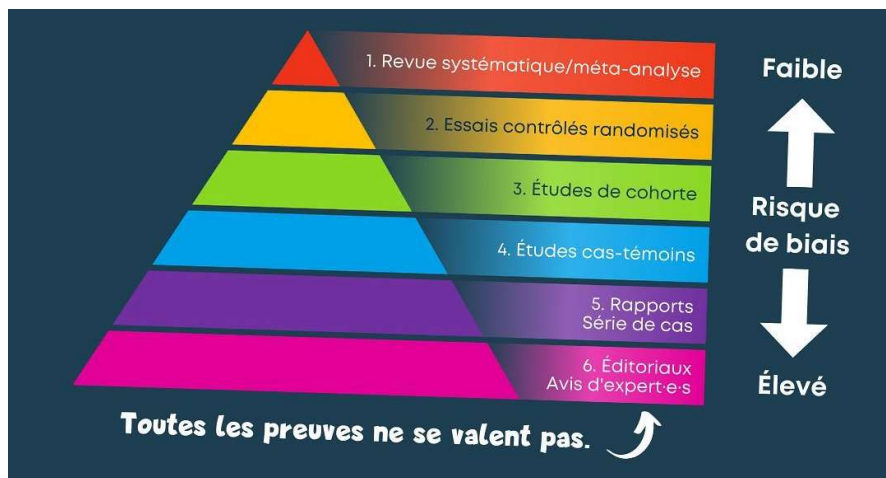 1. Revue systématique/méta-analyse
2. Essais contrôlés randomisés
3. Études de cohorte
4. Études cas-témoins
5. Rapports
Série de cas
6. Éditoriaux
Avis d'expert·e·s
Faible
Risque
de biais
Élevé
Toutes les preuves ne se valent pas.